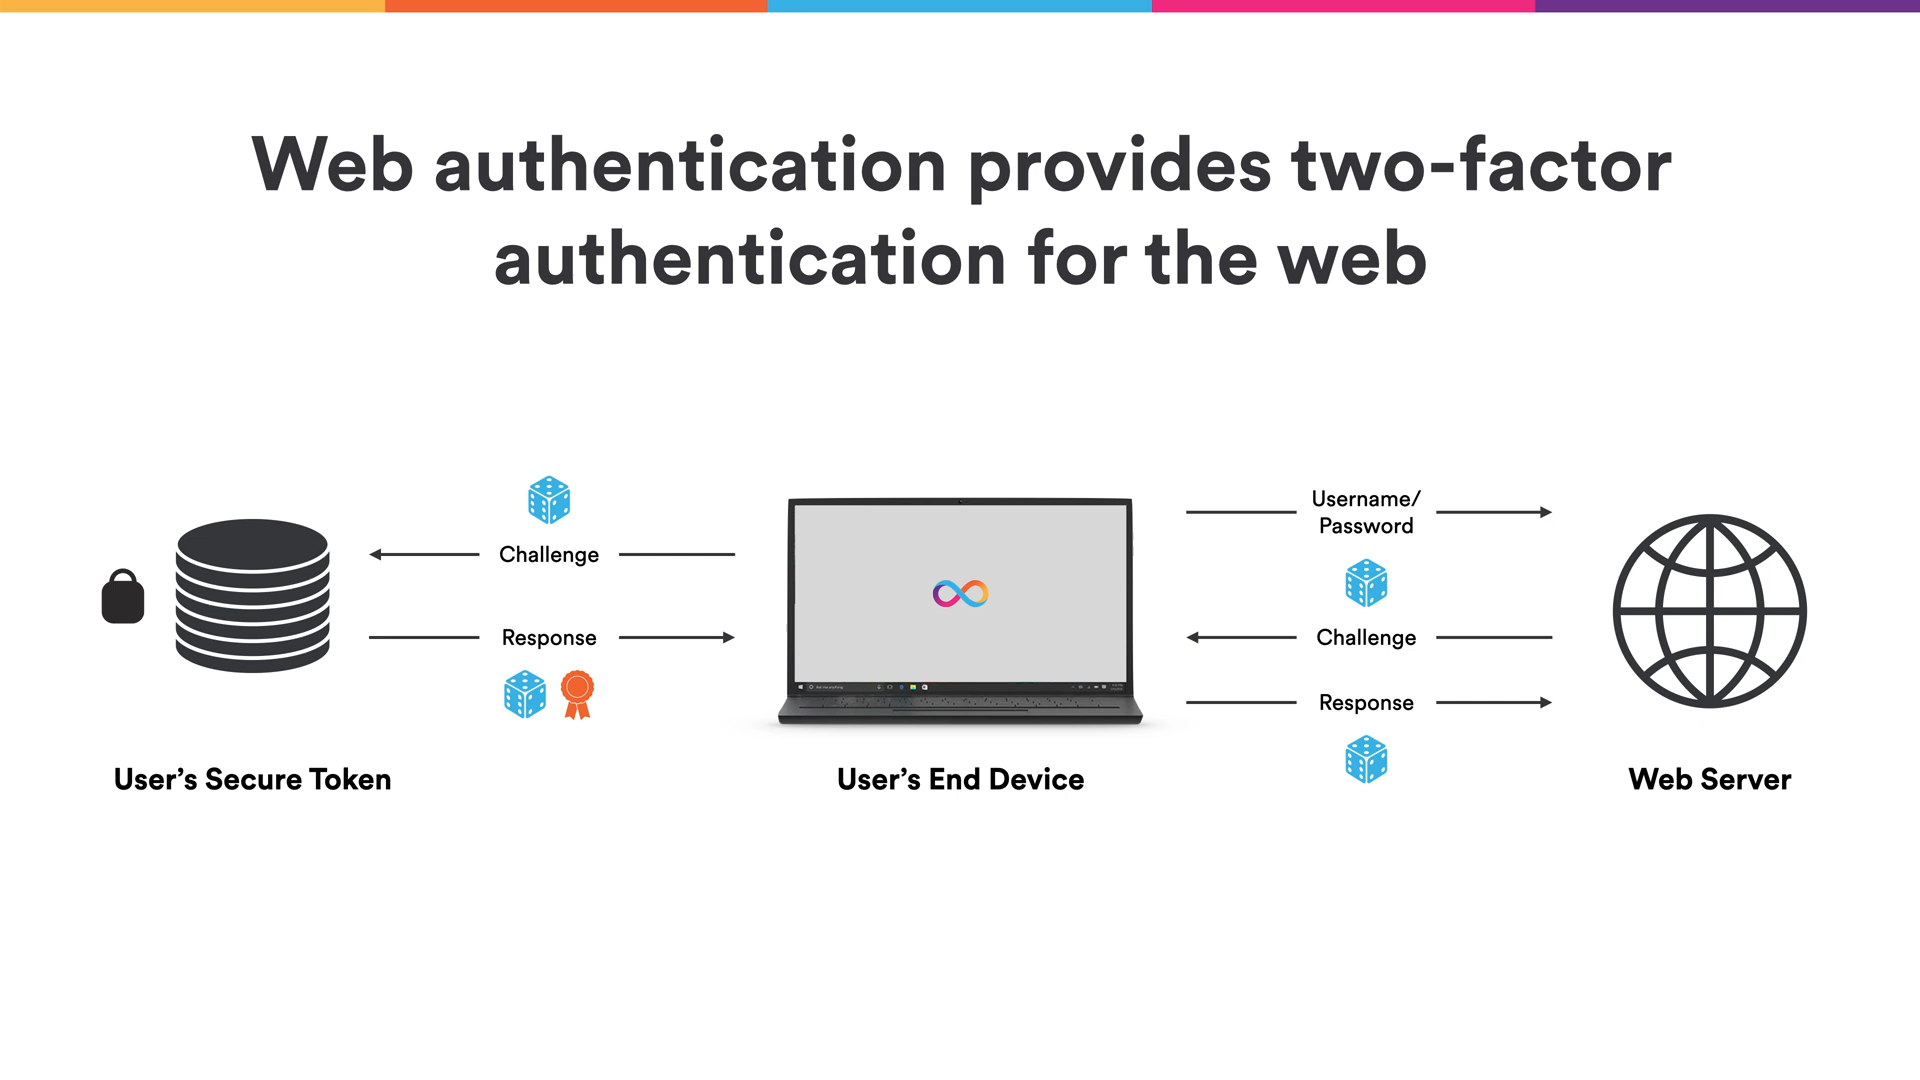 Web authentication provides two-factor
authentication for the web
Challenge
Response
User’s Secure Token
User’s End Device
Username/
Password
Challenge
Response
Web Server